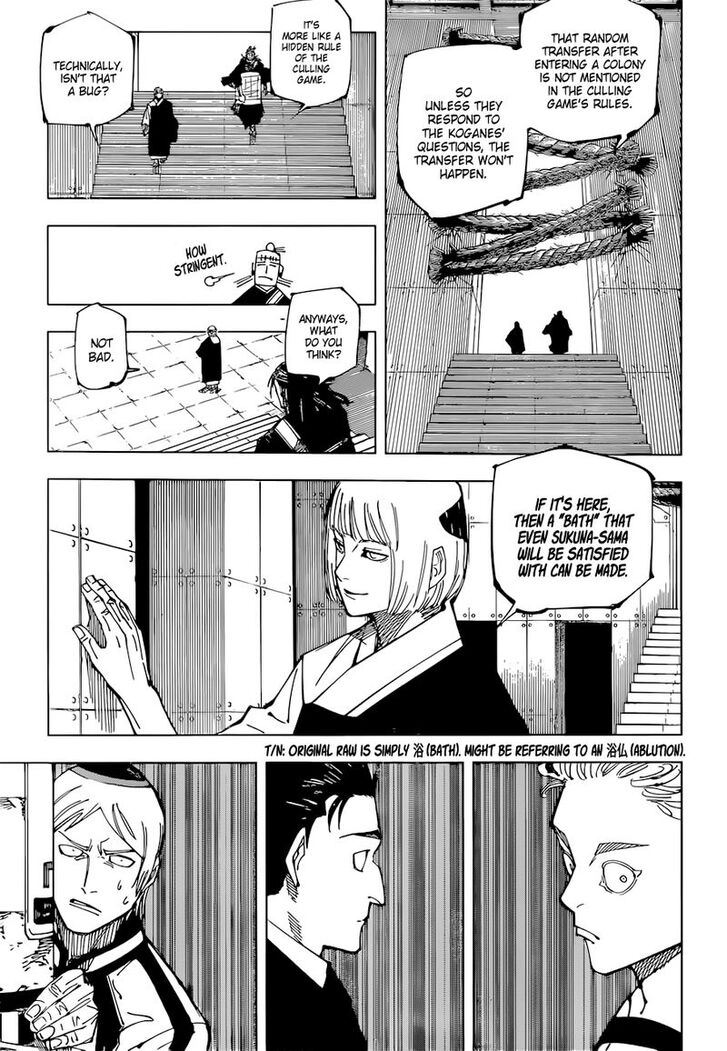 THAT RANDOM
TRANSFER AFTER
ENTERING A COLONY
IS NOT MENTIONED
IN THE CULLING
GAME'S RULES.
SO
UNLESS THEY
RESPOND TO
THE KOGANES'
QUESTIONS, THE
TRANSFER WON'T
HAPPEN.
IT'S
MORE LIKE A
HIDDEN RULE
OF THE
CULLING
GAME.
TECHNICALLY,
ISN'T THAT
A BUG?
HOW
STRINGENT.
ANYWAYS,
WHAT
DO YOU
THINK?
NOT
BAD.
IF IT'S HERE,
THEN A "BATH" THAT
EVEN SUKUNA-SAMA
WILL BE SATISFIED
WITH CAN BE MADE.
T/N: ORIGINAL RAW IS SIMPLY 浴 (BATH). MIGHT BE REFERRING TO AN 浴仏 (ABLUTION).